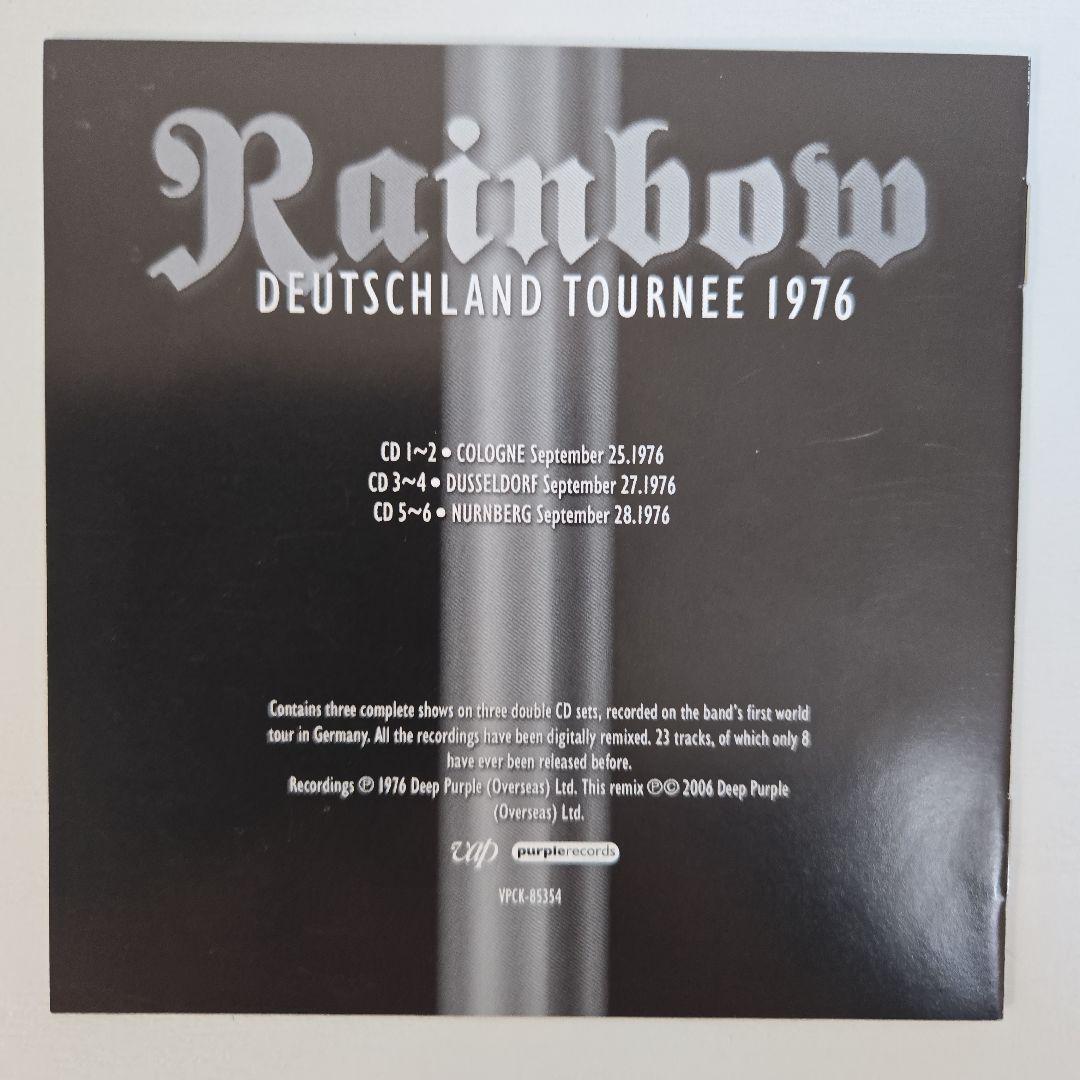 Rainbow
DEUTSCHLAND TOURNEE 1976
CD 1~2 • COLOGNE September 25.1976
CD 3~4 • DUSSELDORF September 27.1976
CD 5~6 • NURNBERG September 28.1976
Contains three complete shows on three double CD sets, recorded on the band's first world
tour in Germany. All the recordings have been digitally remixed. 23 tracks, of which only 8
have ever been released before.
Recordings ℗ 1976 Deep Purple (Overseas) Ltd. This remix ℗© 2006 Deep Purple
(Overseas) Ltd.
vap purplerecords
VPCK-85354